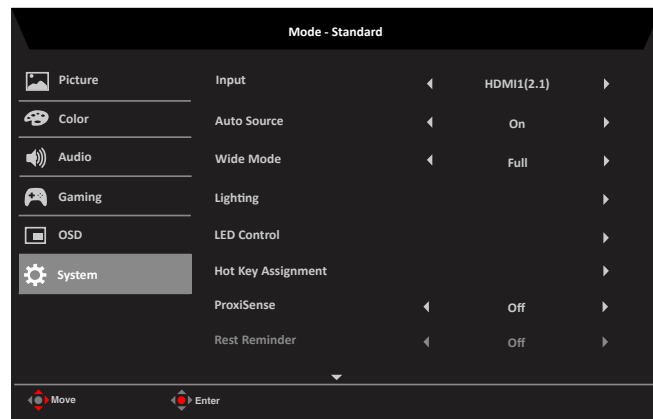 Mode - Standard
Picture
Input HDMI1(2.1)
Color
Auto Source On
Audio
Wide Mode Full
Gaming
Lighting
OSD
LED Control
System
Hot Key Assignment
ProxiSense Off
Rest Reminder Off
Move Enter